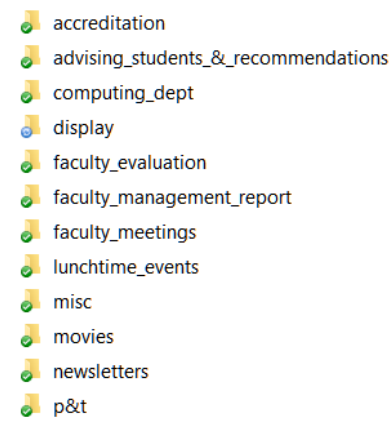 accreditation
advising_students_&_recommendations
computing_dept
display
faculty_evaluation
faculty_management_report
faculty_meetings
lunchtime_events
misc
movies
newsletters
p&t